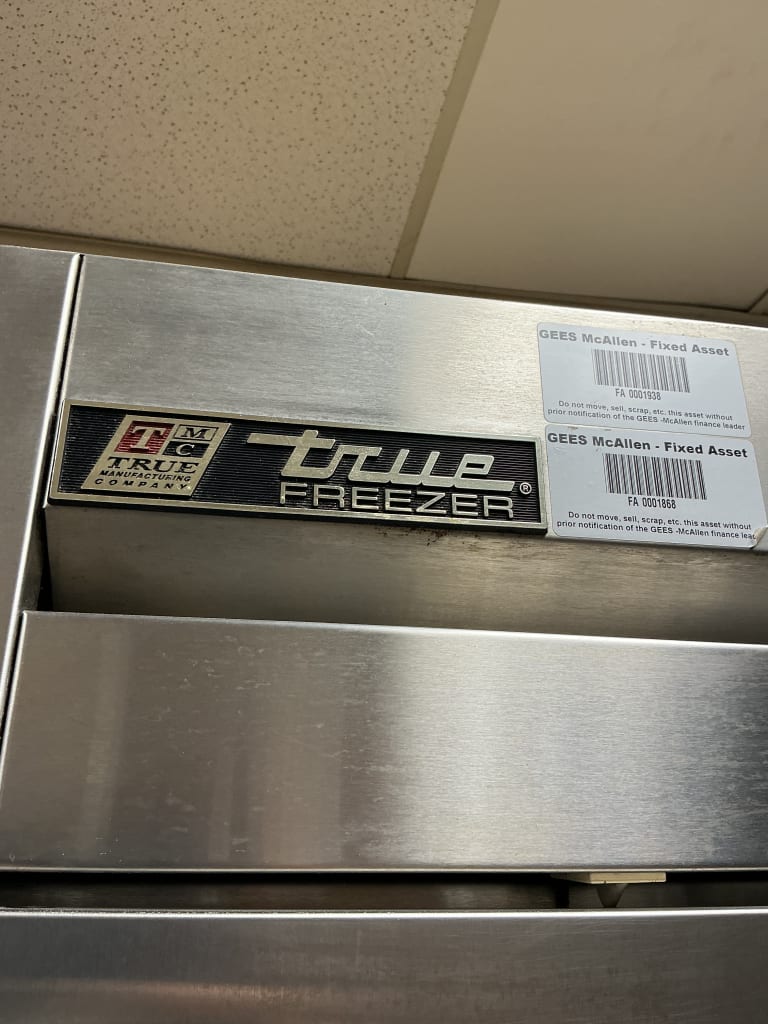 T M
C
TRUE
MANUFACTURING
COMPANY
true
FREEZER®
GEES McAllen - Fixed Asset
FA 0001938
Do not move, sell, scrap, etc. this asset without
prior notification of the GEES -McAllen finance leader
GEES McAllen - Fixed Asset
FA 0001868
Do not move, sell, scrap, etc. this asset without
prior notification of the GEES -McAllen finance